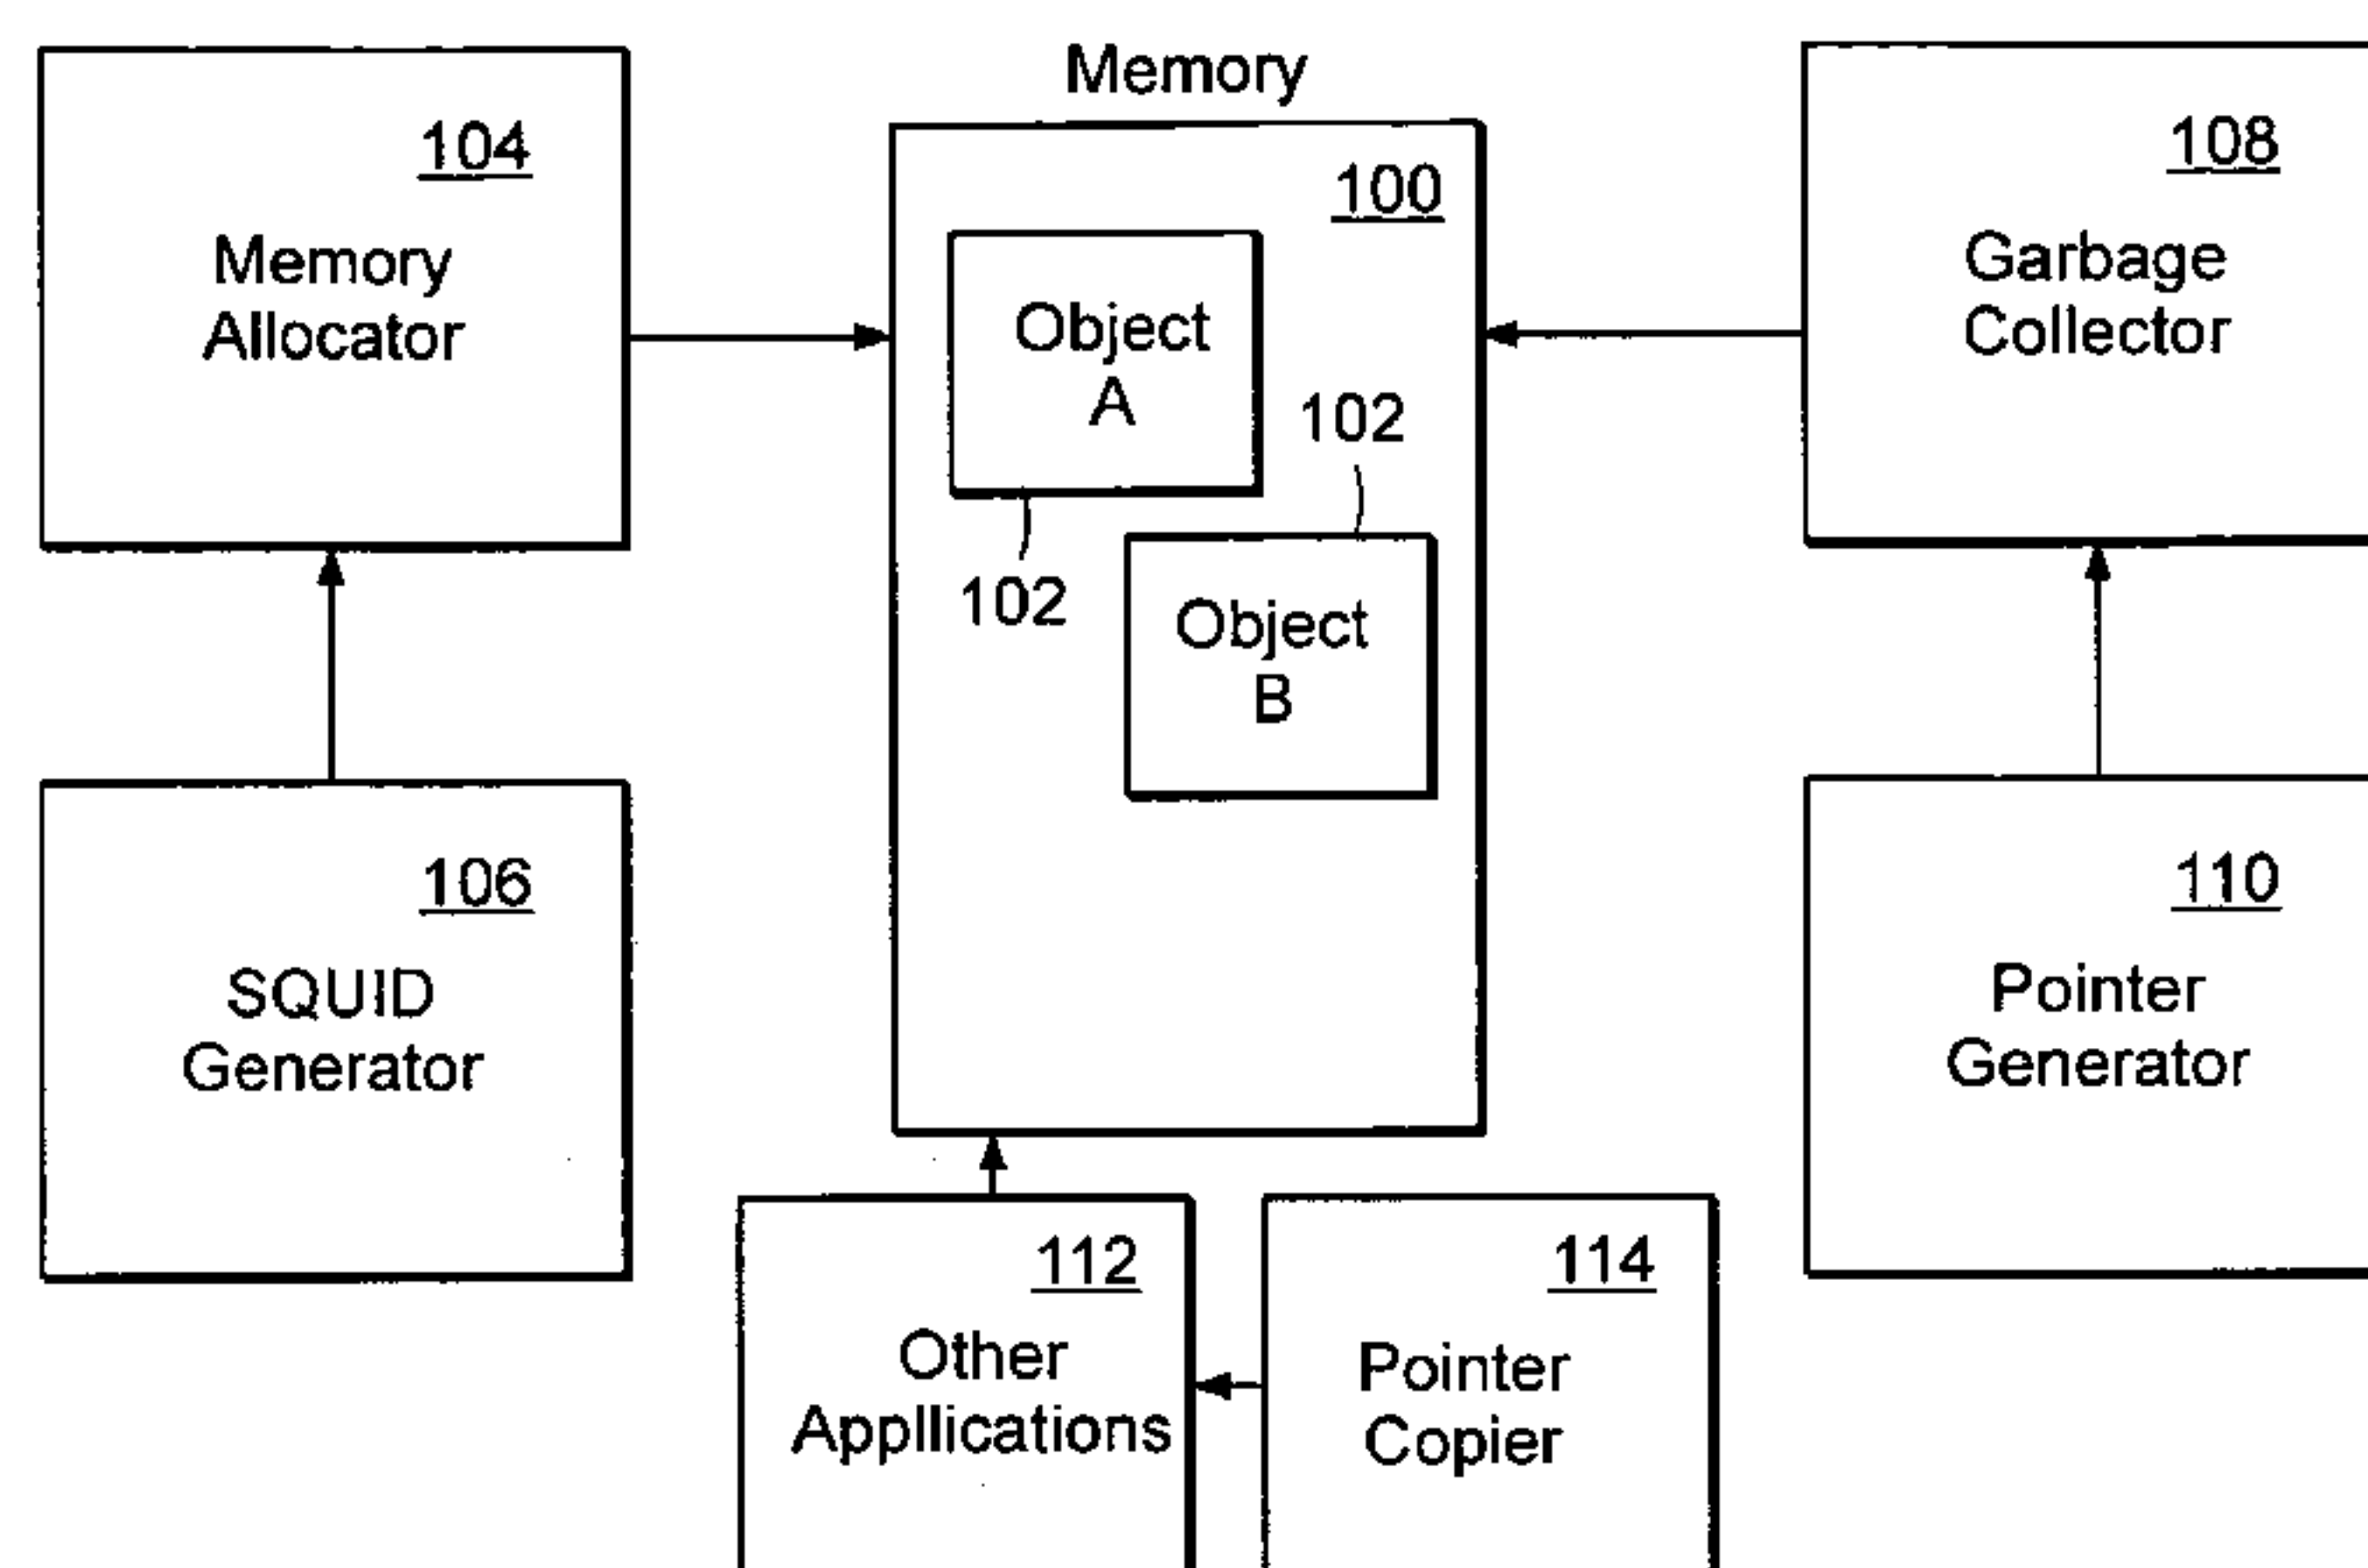 Memory
104
Memory
Allocator
100
Object
A
102
102
Object
B
108
Garbage
Collector
106
SQUID
Generator
110
Pointer
Generator
112
Other
Appllications
114
Pointer
Copier